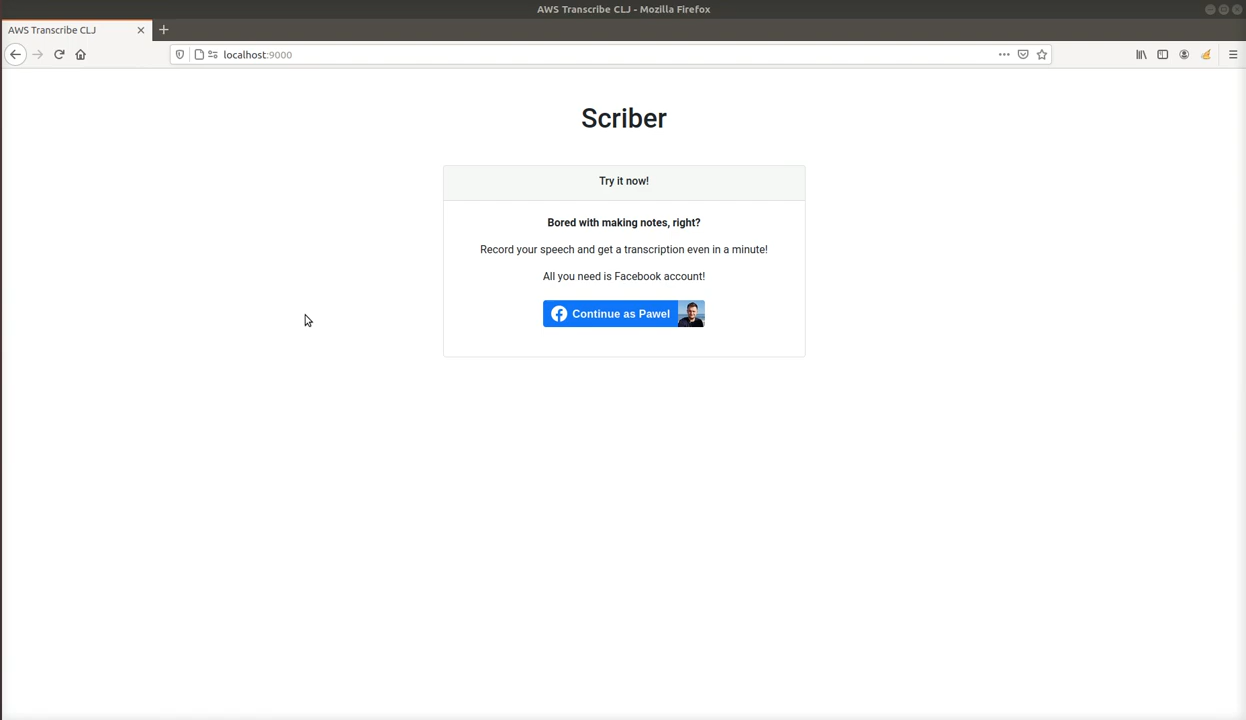 AWS Transcribe CLJ - Mozilla Firefox
AWS Transcribe CLJ
localhost:9000
Scriber
Try it now!
Bored with making notes, right?
Record your speech and get a transcription even in a minute!
All you need is Facebook account!
Continue as Pawel